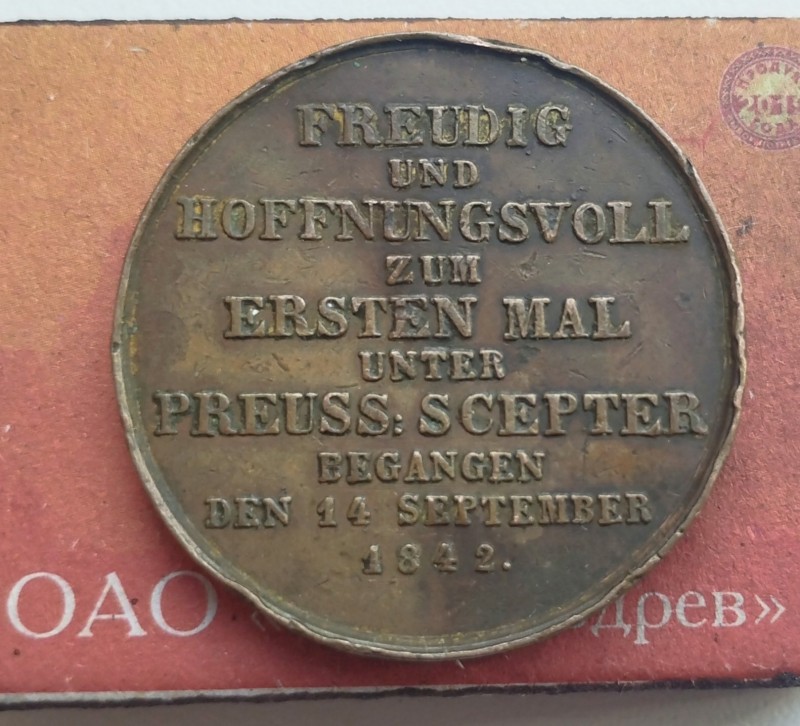 FREUDIG
UND
HOFFNUNGSVOLL
ZUM
ERSTEN MAL
UNTER
PREUSS: SCEPTER
BEGANGEN
DEN 14 SEPTEMBER
1842.
ОАО «